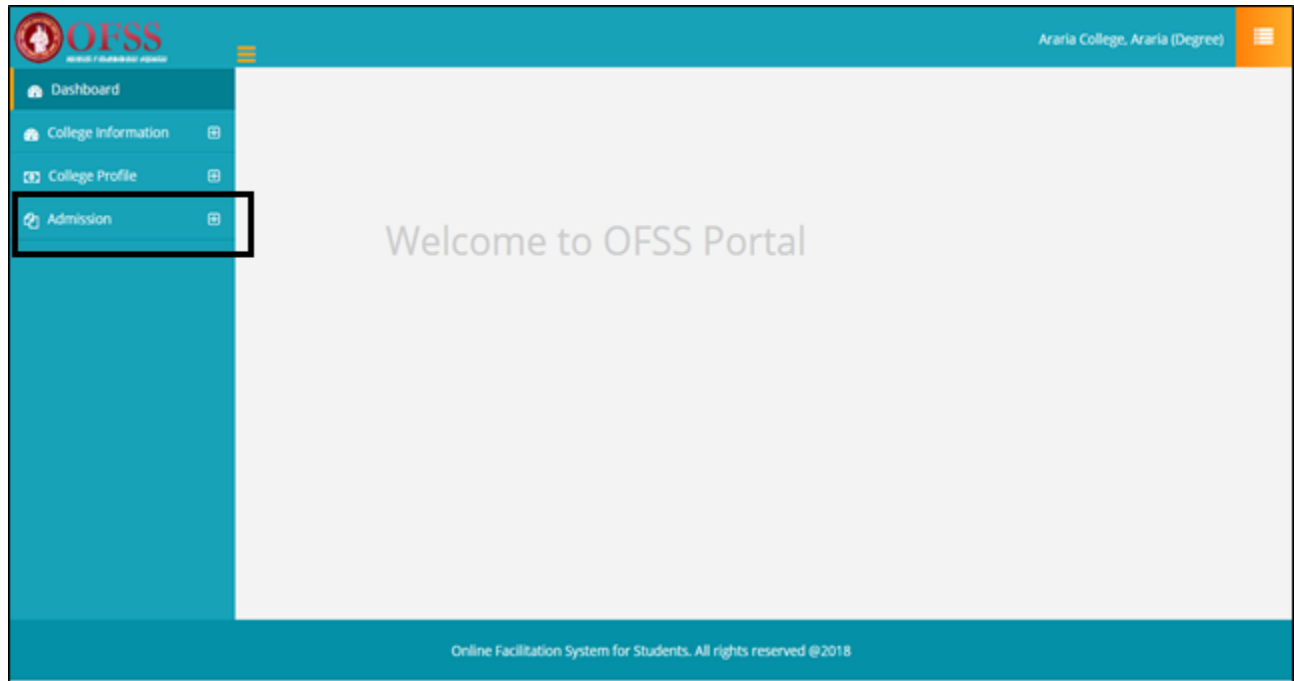 OFSS
Araria College, Araria (Degree)
Dashboard
College Information
College Profile
Admission
Welcome to OFSS Portal
Online Facilitation System for Students. All rights reserved @2018